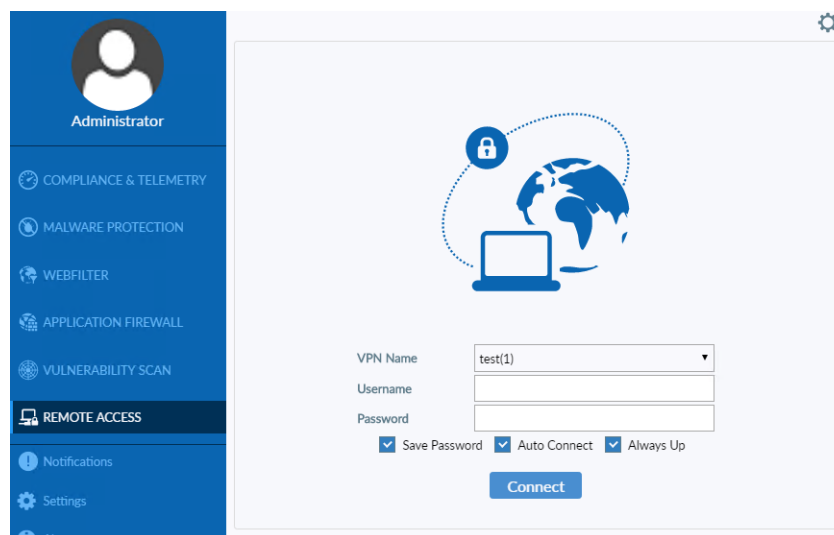 Administrator
COMPLIANCE & TELEMETRY
MALWARE PROTECTION
WEBFILTER
APPLICATION FIREWALL
VULNERABILITY SCAN
REMOTE ACCESS
Notifications
Settings
VPN Name
test(1)
Username
Password
Save Password
Auto Connect
Always Up
Connect